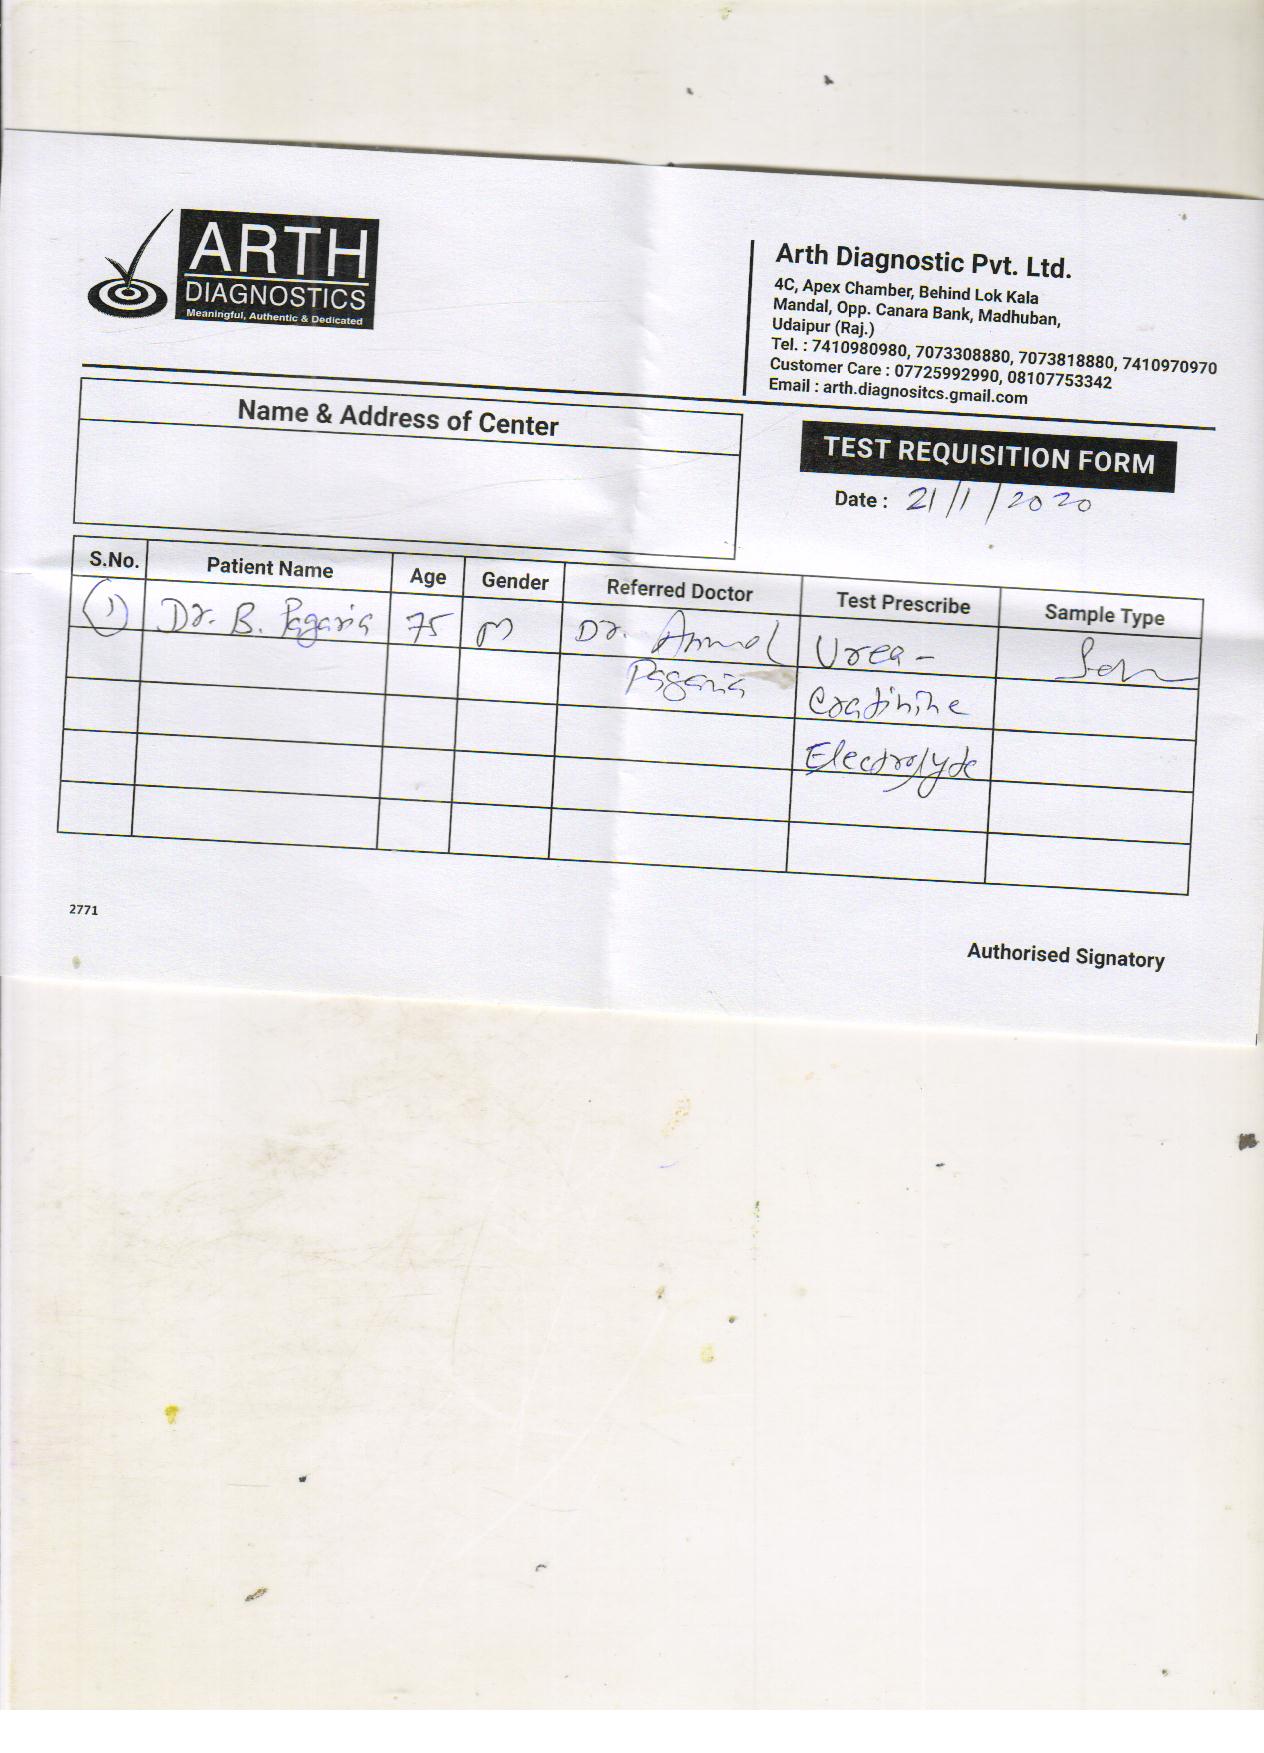 ARTH
DIAGNOSTICS
Meaningful, Authentic & Dedicated
Arth Diagnostic Pvt. Ltd.
4C, Apex Chamber, Behind Lok Kala
Mandal, Opp. Canara Bank, Madhuban,
Udaipur (Raj.)
Tel. : 7410980980, 7073308880, 7073818880, 7410970970
Customer Care : 07725992990, 08107753342
Email : arth.diagnositcs.gmail.com
Name & Address of Center
TEST REQUISITION FORM
Date : 21/1/2020
S.No. Patient Name Age Gender Referred Doctor Test Prescribe Sample Type
1) Dr. B. Pagaria 75 M Dr. Anmol Urea -
Pagaria Cratinine
Electrolyte
2771
Authorised Signatory